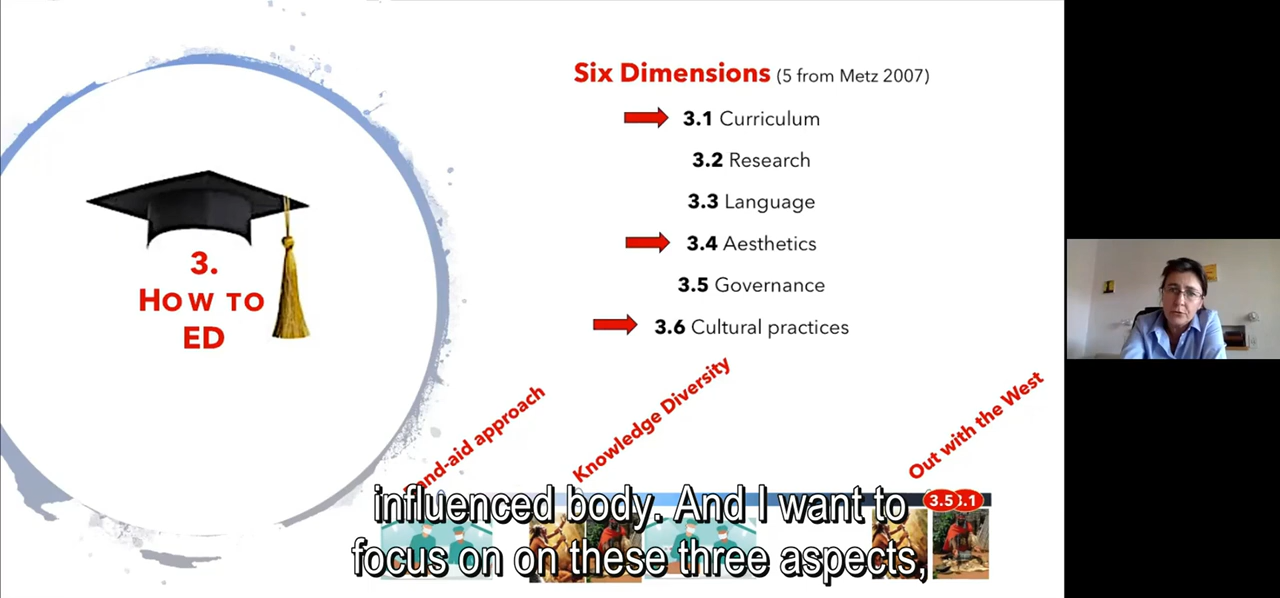 Six Dimensions (5 from Metz 2007)
3.1 Curriculum
3.2 Research
3.3 Language
3.4 Aesthetics
3.5 Governance
3.6 Cultural practices
3.
HOW TO
ED
approach
Knowledge Diversity
Out with the West
3.5
influenced body. And I want to
focus on on these three aspects,